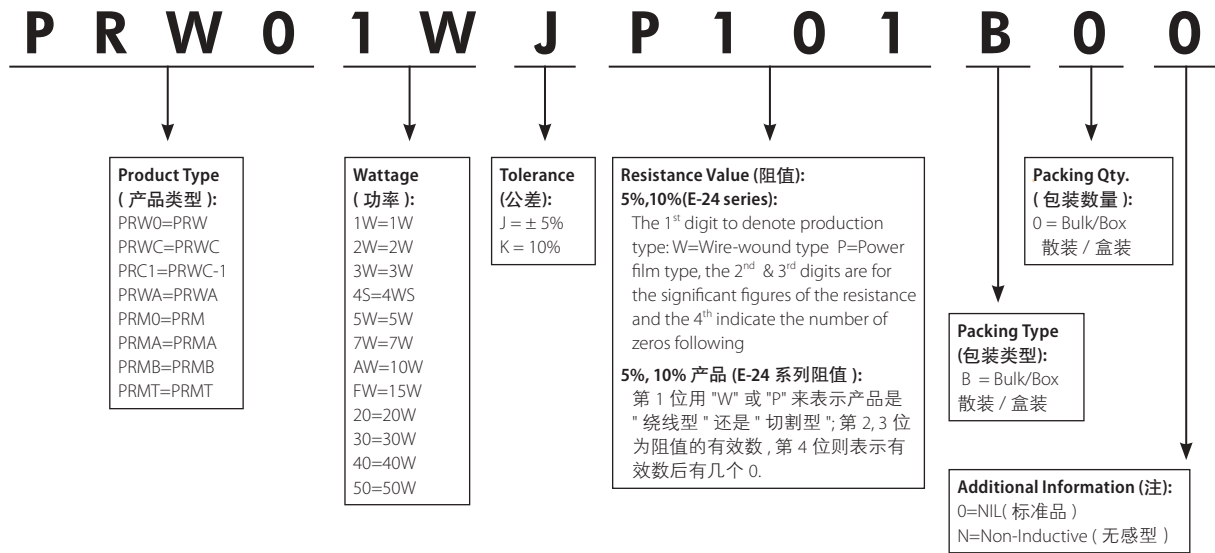 PRW0 1W J P101 B 0 0
Product Type
( 产品类型 ):
PRW0=PRW
PRWC=PRWC
PRC1=PRWC-1
PRWA=PRWA
PRM0=PRM
PRMA=PRMA
PRMB=PRMB
PRMT=PRMT
Wattage
( 功率 ):
1W=1W
2W=2W
3W=3W
4S=4WS
5W=5W
7W=7W
AW=10W
FW=15W
20=20W
30=30W
40=40W
50=50W
Tolerance
(公差):
J = ± 5%
K = 10%
Resistance Value (阻值):
5%,10%(E-24 series):
The 1st digit to denote production
type: W=Wire-wound type P=Power
film type, the 2nd & 3rd digits are for
the significant figures of the resistance
and the 4th indicate the number of
zeros following
5%, 10% 产品 (E-24 系列阻值 ):
第 1 位用 "W" 或 "P" 来表示产品是
" 绕线型 " 还是 " 切割型 "; 第 2, 3 位
为阻值的有效数 , 第 4 位则表示有
效数后有几个 0.
Packing Qty.
( 包装数量 ):
0 = Bulk/Box
散装 / 盒装
Packing Type
(包装类型):
B = Bulk/Box
散装 / 盒装
Additional Information (注):
0=NIL( 标准品 )
N=Non-Inductive ( 无感型 )